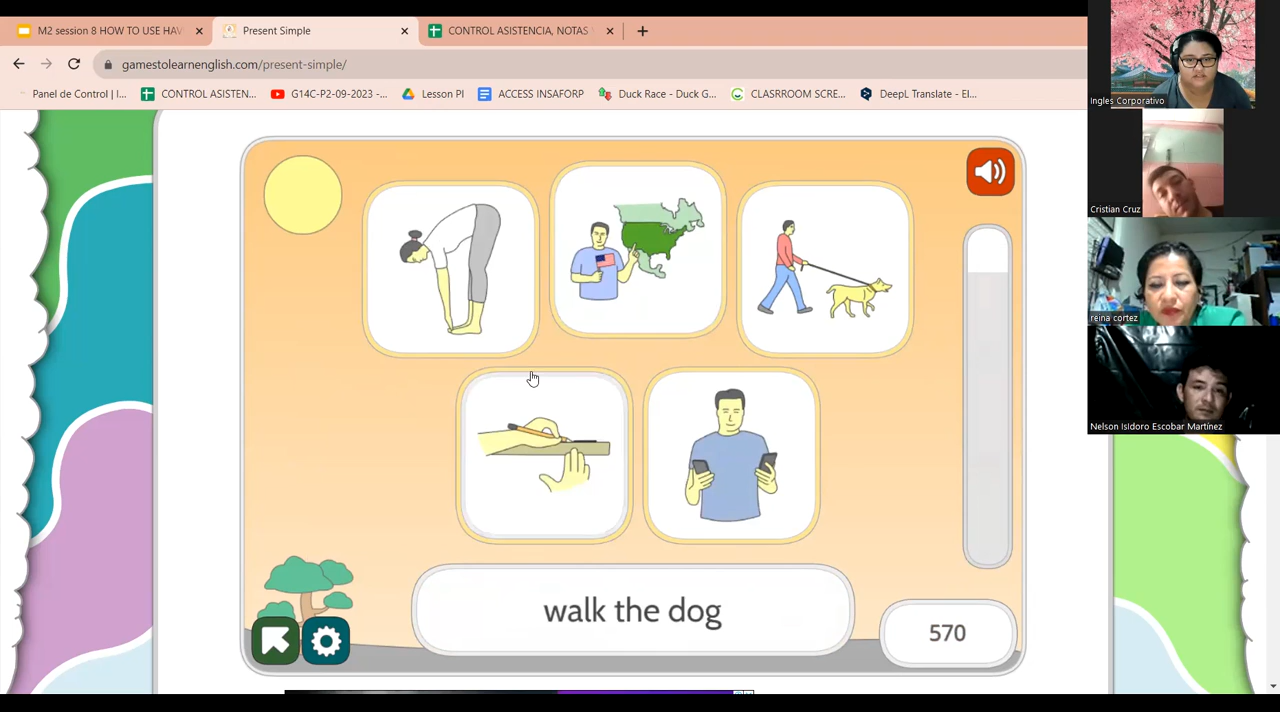 M2 session 8 HOW TO USE HAV
Present Simple
CONTROL ASISTENCIA, NOTAS
gamestolearnenglish.com/present-simple/
Panel de Control | I...
CONTROL ASISTEN...
G14C-P2-09-2023 -...
Lesson PI
ACCESS INSAFORP
Duck Race - Duck G...
CLASRROOM SCRE...
DeepL Translate - El...
Ingles Corporativo
Cristian Cruz
reina cortez
Nelson Isidoro Escobar Martínez
walk the dog
570